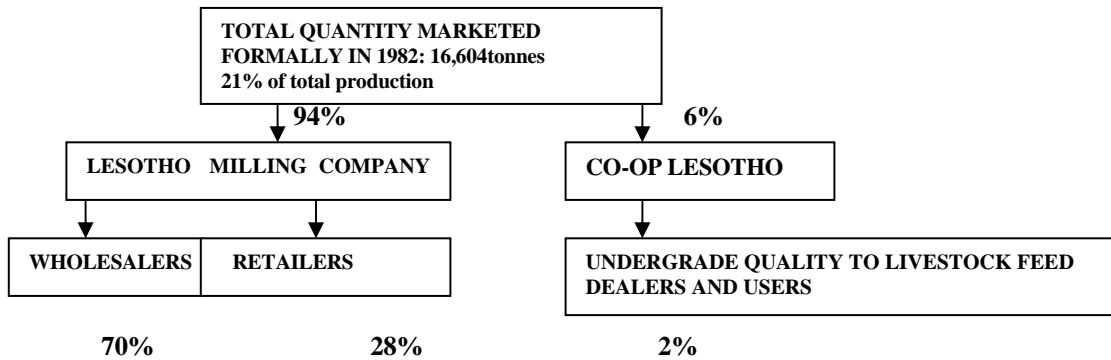 TOTAL QUANTITY MARKETED
FORMALLY IN 1982: 16,604tonnes
21% of total production
94%
6%
LESOTHO MILLING COMPANY
CO-OP LESOTHO
WHOLESALERS
RETAILERS
UNDERGRADE QUALITY TO LIVESTOCK FEED
DEALERS AND USERS
70%
28%
2%